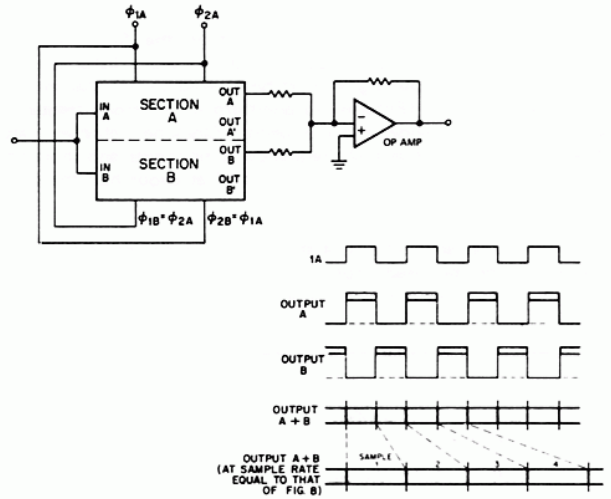 ϕ1A ϕ2A
IN A
SECTION A
OUT A
OUT A'
IN B
SECTION B
OUT B
OUT B'
− +
OP AMP
ϕ1B = ϕ2A ϕ2B = ϕ1A
1A
OUTPUT A
OUTPUT B
OUTPUT A + B
OUTPUT A + B
(AT SAMPLE RATE
EQUAL TO THAT
OF FIG. 8)
SAMPLE
1 2 3 4